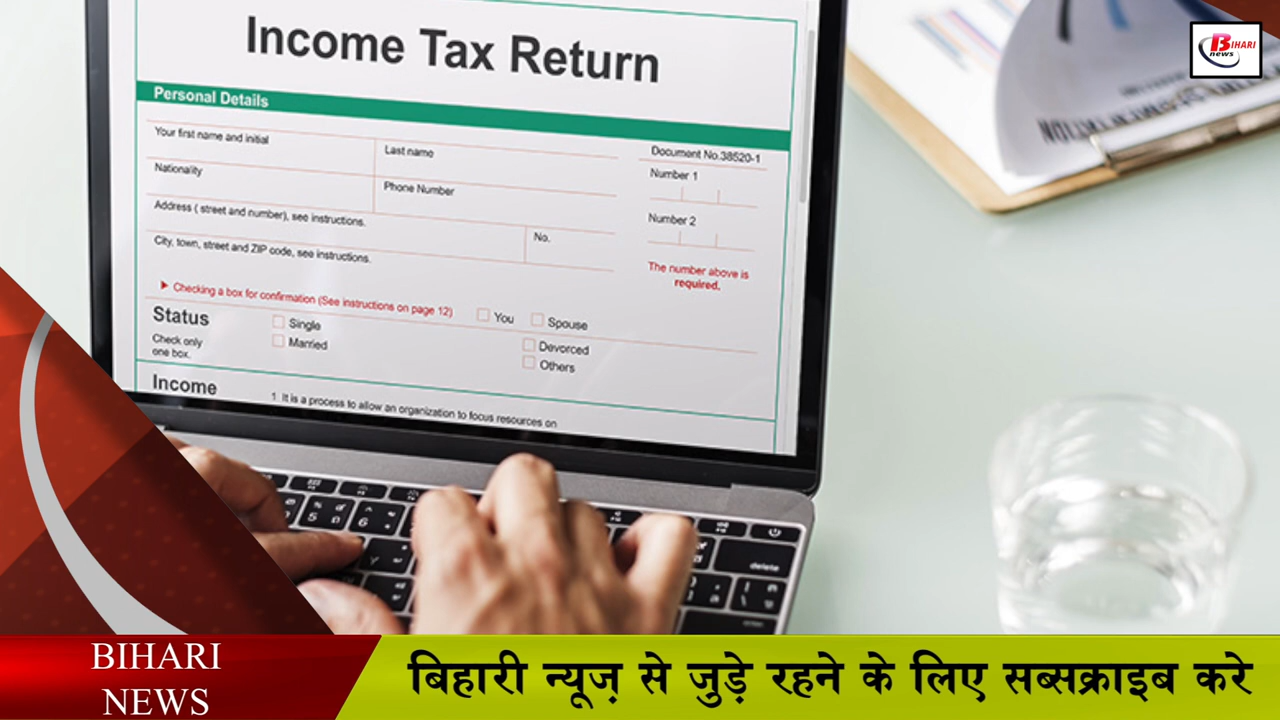 BIHARI
news
Income Tax Return
Personal Details
Your first name and initial
Last name
Document No.38520-1
Nationality
Phone Number
Number 1
Address ( street and number), see instructions.
Number 2
City, town, street and ZIP code, see instructions.
No.
The number above is
required.
Checking a box for confirmation (See instructions on page 12)
You
Spouse
Status
Single
Devorced
Check only
one box.
Married
Others
Income
1 It is a process to allow an organization to focus resources on
delete
BIHARI
NEWS
बिहारी न्यूज़ से जुड़े रहने के लिए सब्सक्राइब करे